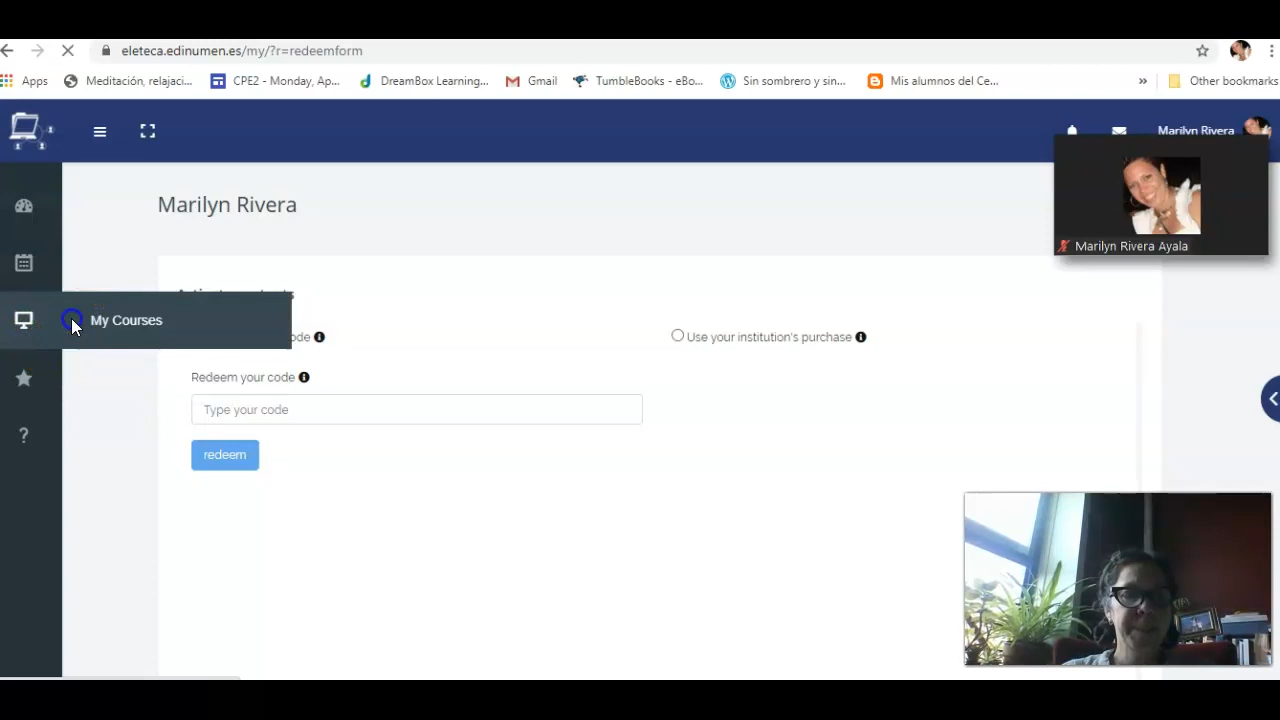 eleteca.edinumen.es/my/?r=redeemform
Apps Meditación, relajaci... CPE2 - Monday, Ap... DreamBox Learning,... Gmail TumbleBooks - eBo... Sin sombrero y sin... Mis alumnos del Ce... » Other bookmarks
Marilyn Rivera
Marilyn Rivera
Marilyn Rivera Ayala
My Courses
ode Use your institution's purchase
Redeem your code
Type your code
redeem